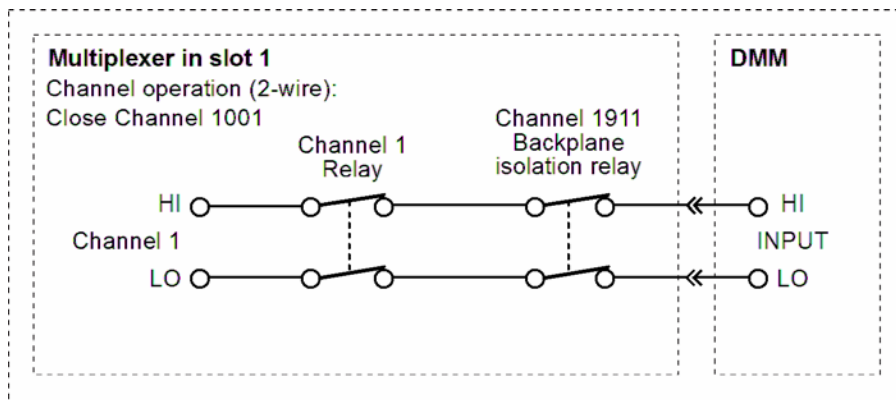 Multiplexer in slot 1
Channel operation (2-wire):
Close Channel 1001
DMM
Channel 1
Relay
Channel 1911
Backplane
isolation relay
HI
HI
Channel 1
INPUT
LO
LO